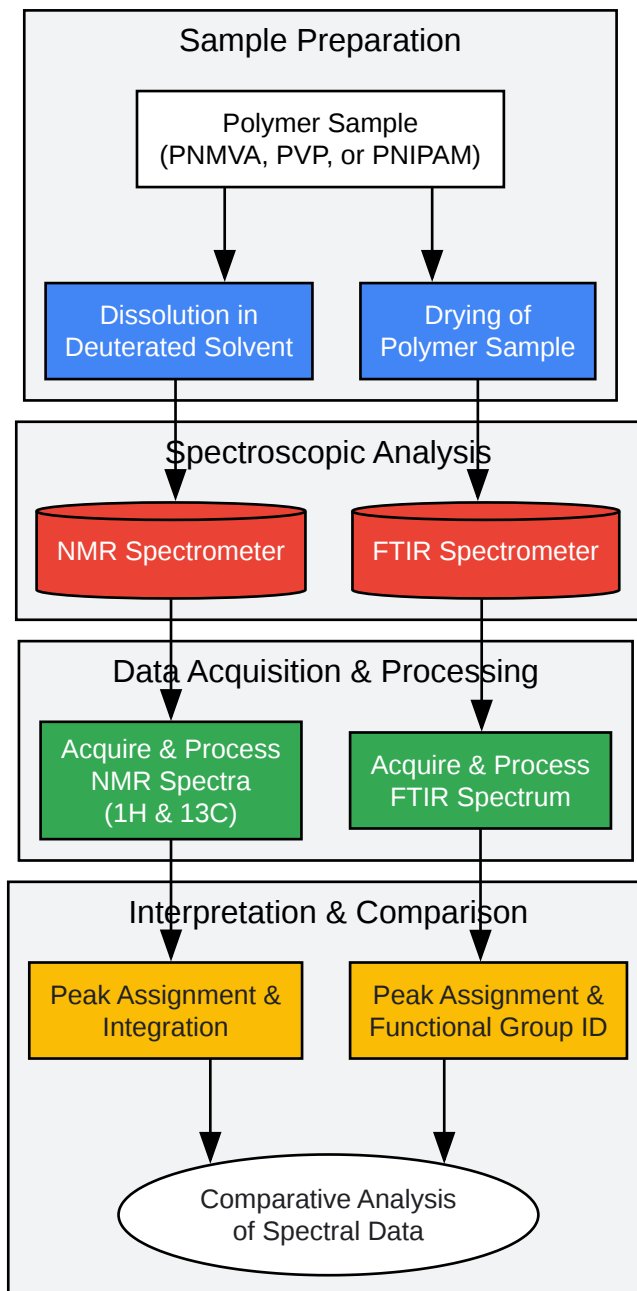 Sample Preparation
Polymer Sample
(PNMVA, PVP, or PNIPAM)
Dissolution in
Deuterated Solvent
Drying of
Polymer Sample
Spectroscopic Analysis
NMR Spectrometer
FTIR Spectrometer
Data Acquisition & Processing
Acquire & Process
NMR Spectra
(1H & 13C)
Acquire & Process
FTIR Spectrum
Interpretation & Comparison
Peak Assignment &
Integration
Peak Assignment &
Functional Group ID
Comparative Analysis
of Spectral Data